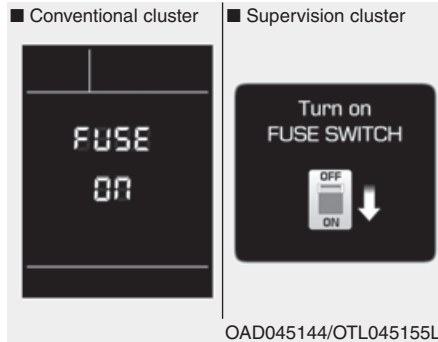 ■ Conventional cluster
■ Supervision cluster
FUSE
on
Turn on
FUSE SWITCH
OFF
ON
OAD045144/OTL045155L